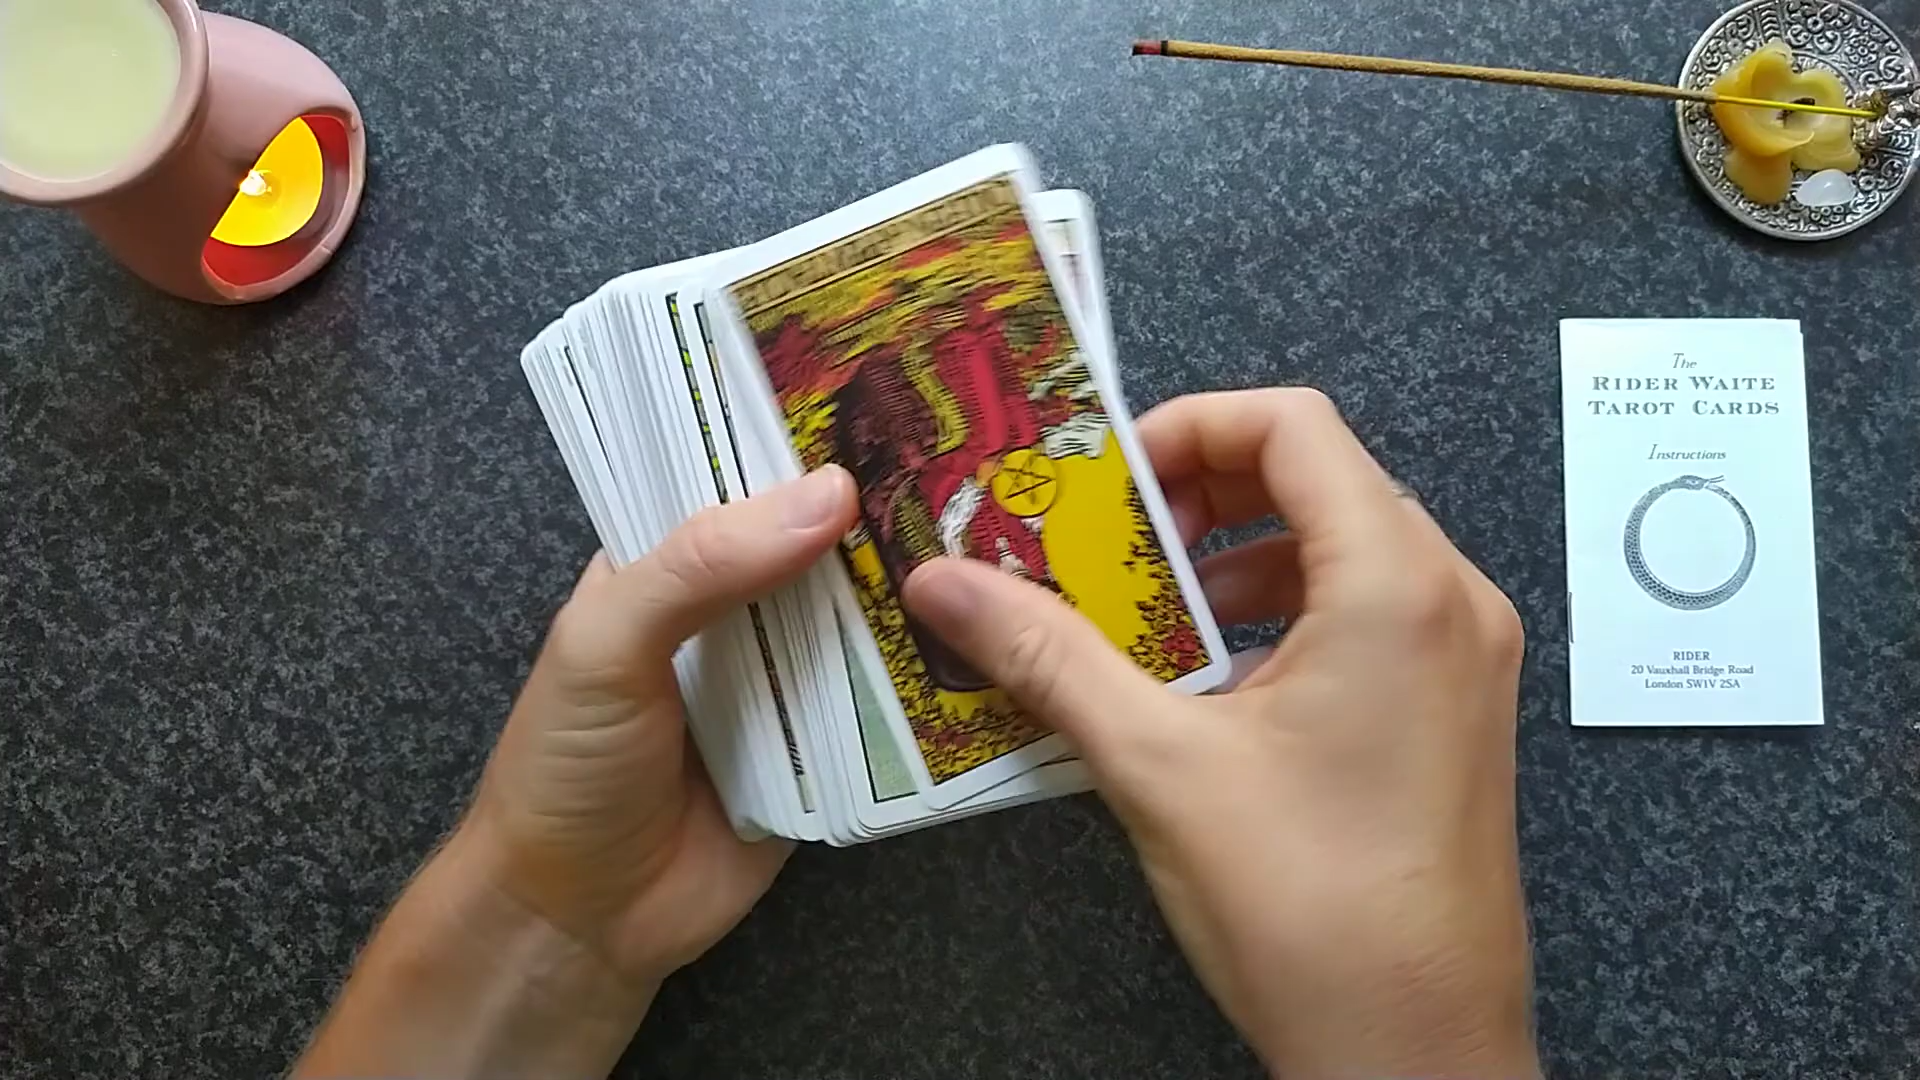 The
RIDER WAITE
TAROT CARDS
Instructions
RIDER
20 Vauxhall Bridge Road
London SW1V 2SA